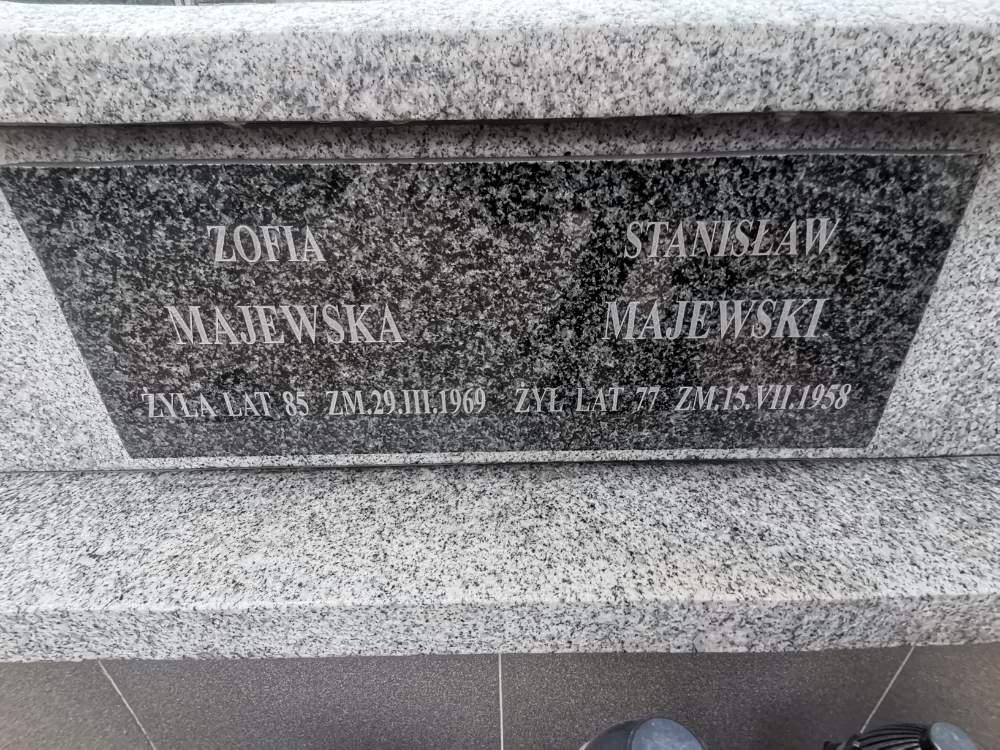 ZOFIA
MAJEWSKA
ŻYŁA LAT 85 ZM.29.III.1969
STANISŁAW
MAJEWSKI
ŻYŁ LAT 77 ZM.15.VII.1958